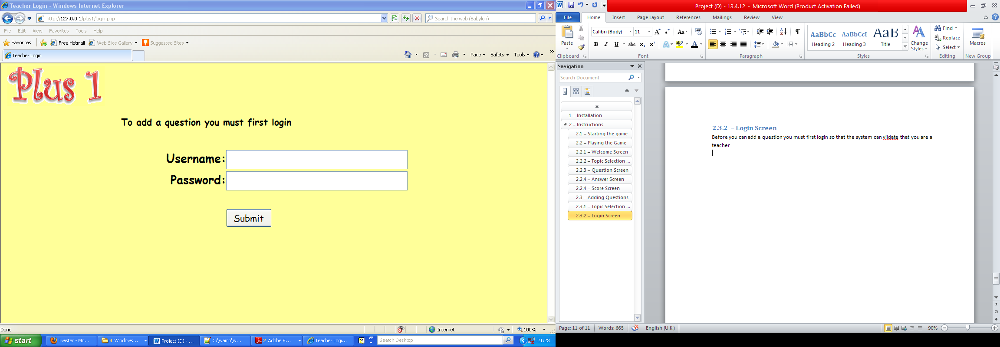 Teacher Login - Windows Internet Explorer
http://127.0.0.1/plus1/login.php
Search the web (Babylon)
File Edit View Favorites Tools Help
Favorites Free Hotmail Web Slice Gallery Suggested Sites
Teacher Login
Page Safety Tools
Plus 1
To add a question you must first login
Username:
Password:
Submit
Done
Internet
100%
start
Twister - Mo...
4 Windows...
Project (D) - ...
C:\wamp\w...
2 Adobe R...
Teacher Logi...
Search Desktop
21:23
Project (D) - 13.4.12 - Microsoft Word (Product Activation Failed)
File Home Insert Page Layout References Mailings Review View
Paste
Clipboard
Calibri (Body) 11
Font
Paragraph
AaBbCc AaBbCcI AaB
Heading 2 Heading 3 Title
Change Styles
Styles
Find
Replace
Select
Editing
Macros
New Group
Navigation
Search Document
1 – Installation
2 – Instructions
2.1 – Starting the game
2.2 – Playing the Game
2.2.1 – Welcome Screen
2.2.2 – Topic Selection ...
2.2.3 – Question Screen
2.2.4 – Answer Screen
2.2.4 – Score Screen
2.3 – Adding Questions
2.3.1 – Topic Selection ...
2.3.2 – Login Screen
2.3.2 – Login Screen
Before you can add a question you must first login so that the system can vildate that you are a
teacher
Page: 11 of 11 Words: 665 English (U.K.) 90%